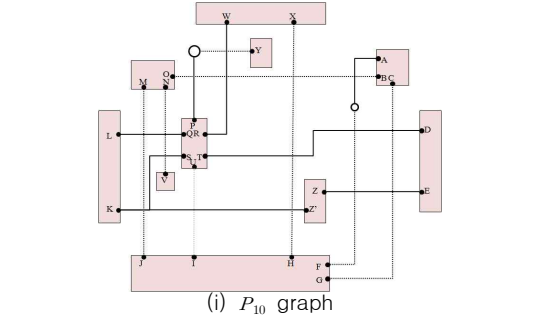 W X
Y
A
M O
N
B C
L P
Q R
D
S T
U
V
Z E
K Z'
J I H F
G
(i) P10 graph